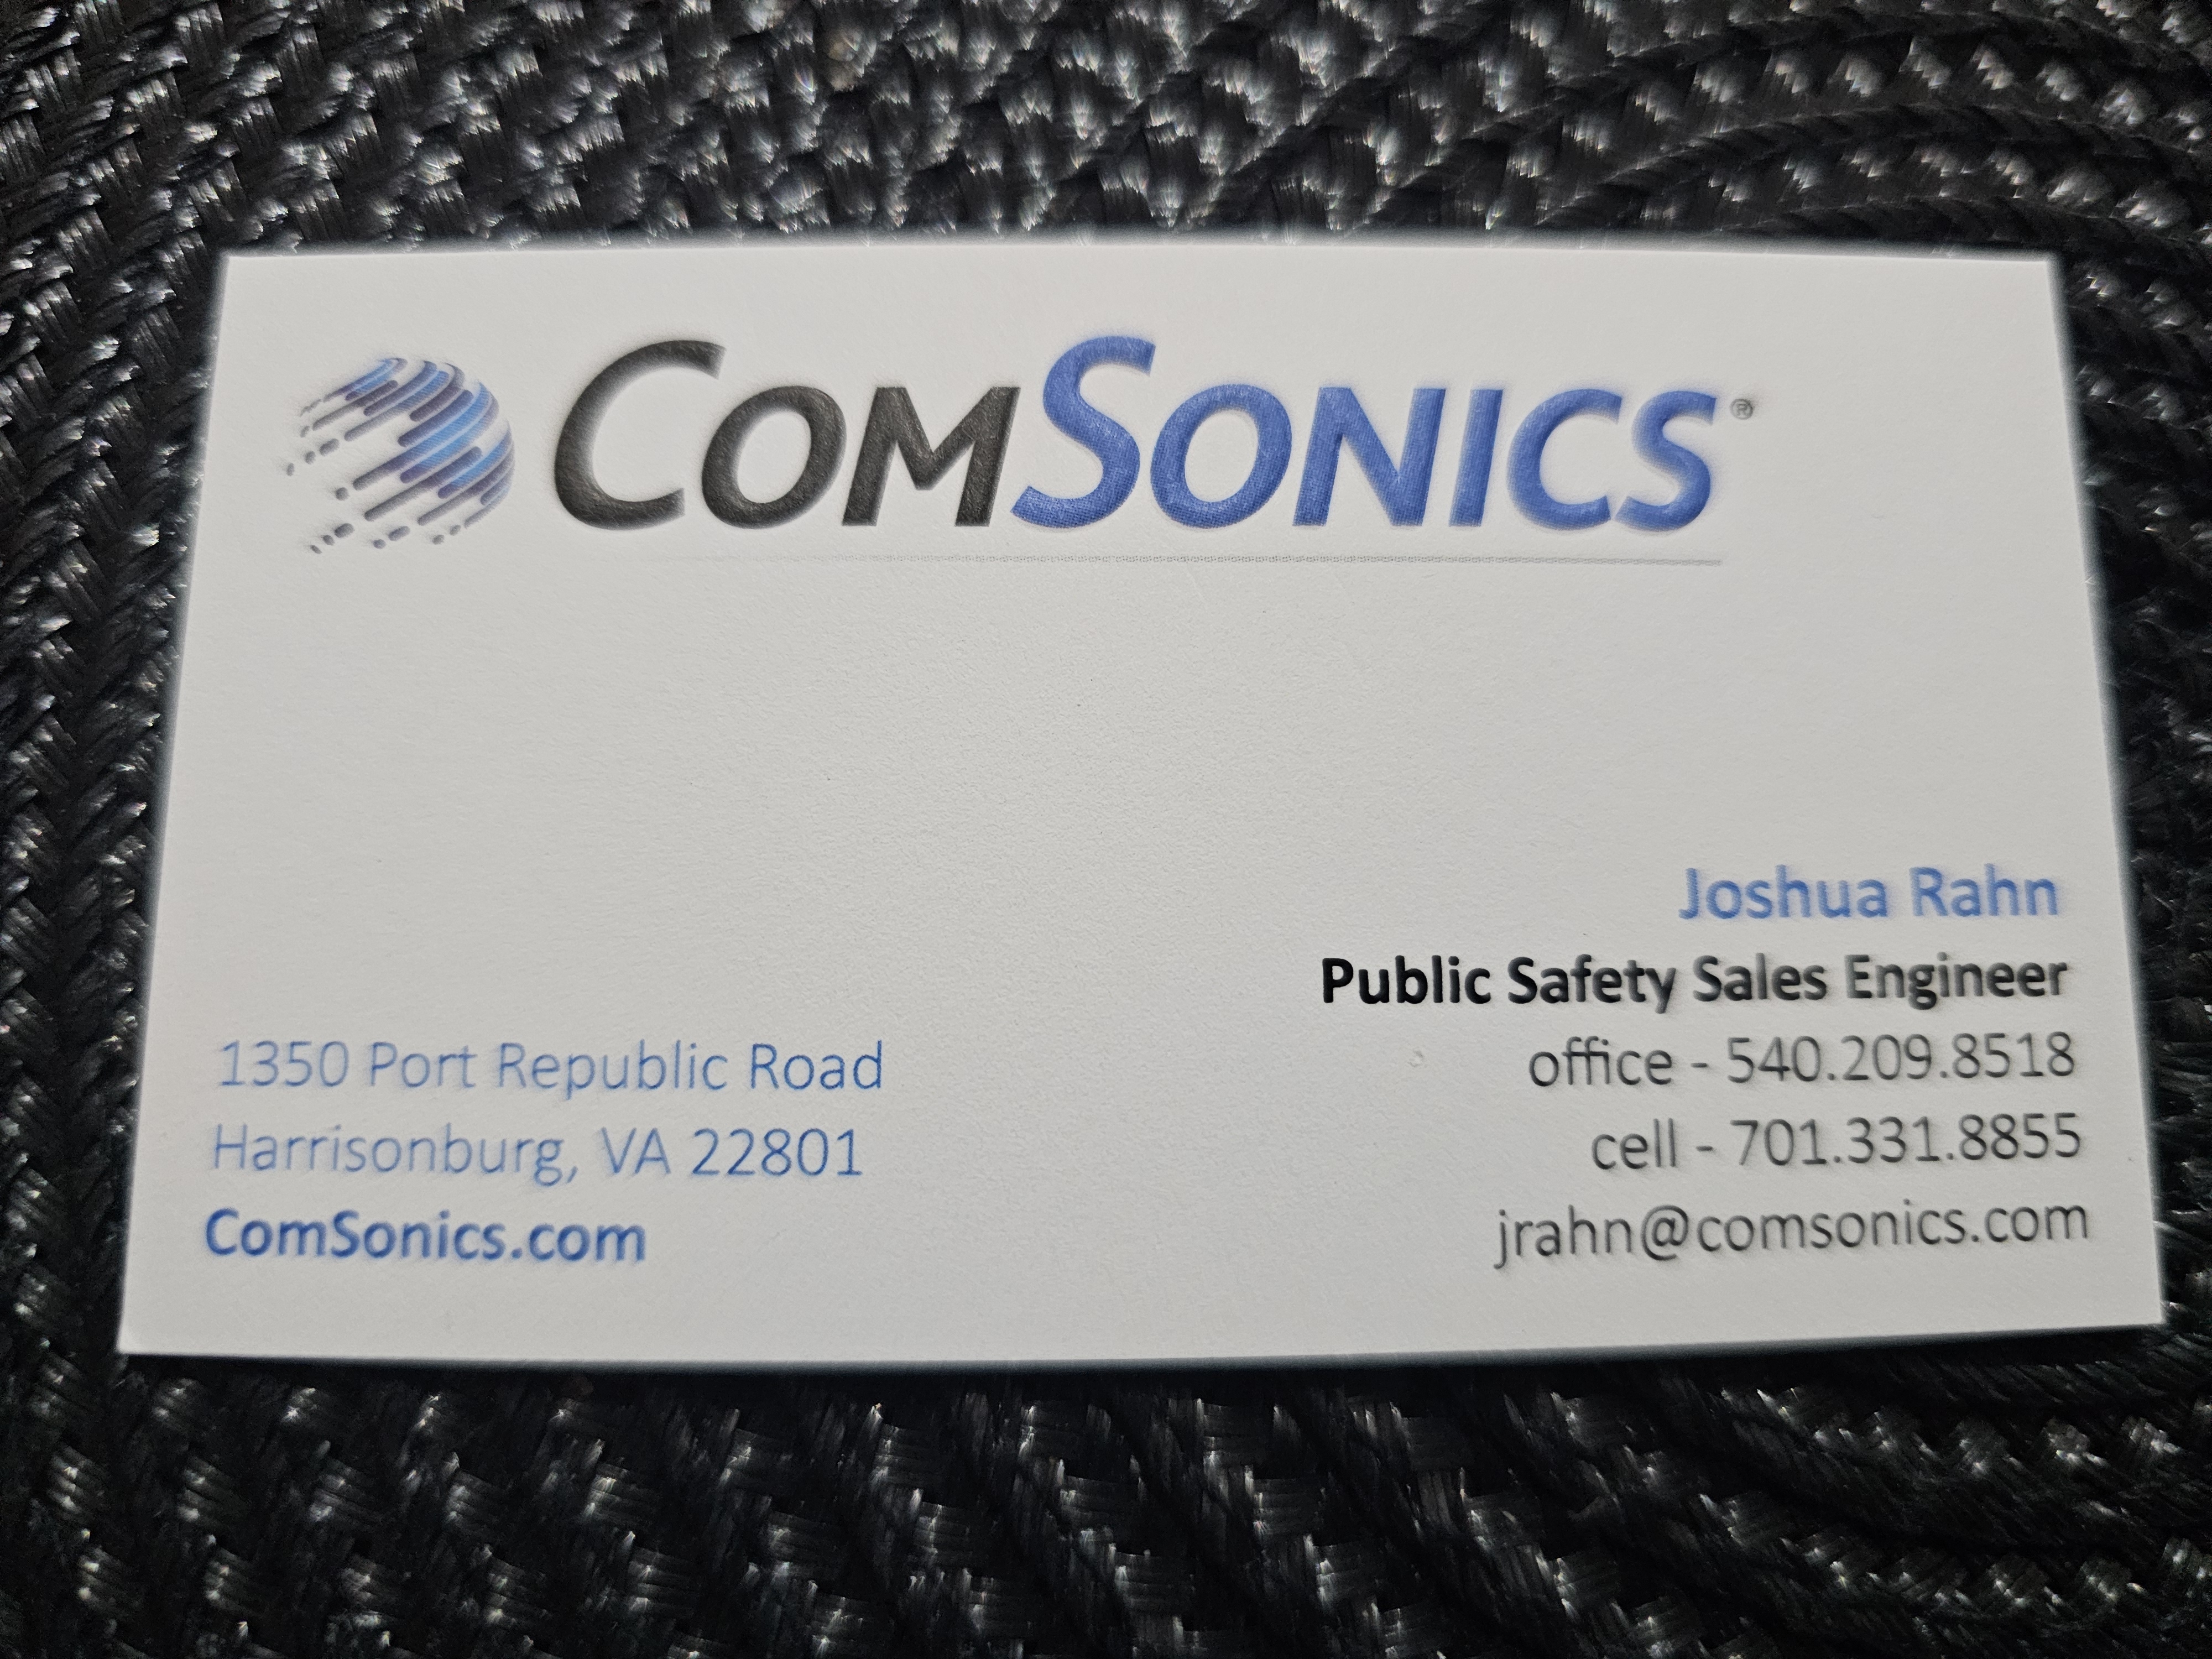 COMSONICS®
Joshua Rahn
Public Safety Sales Engineer
office - 540.209.8518
cell - 701.331.8855
jrahn@comsonics.com
1350 Port Republic Road
Harrisonburg, VA 22801
ComSonics.com